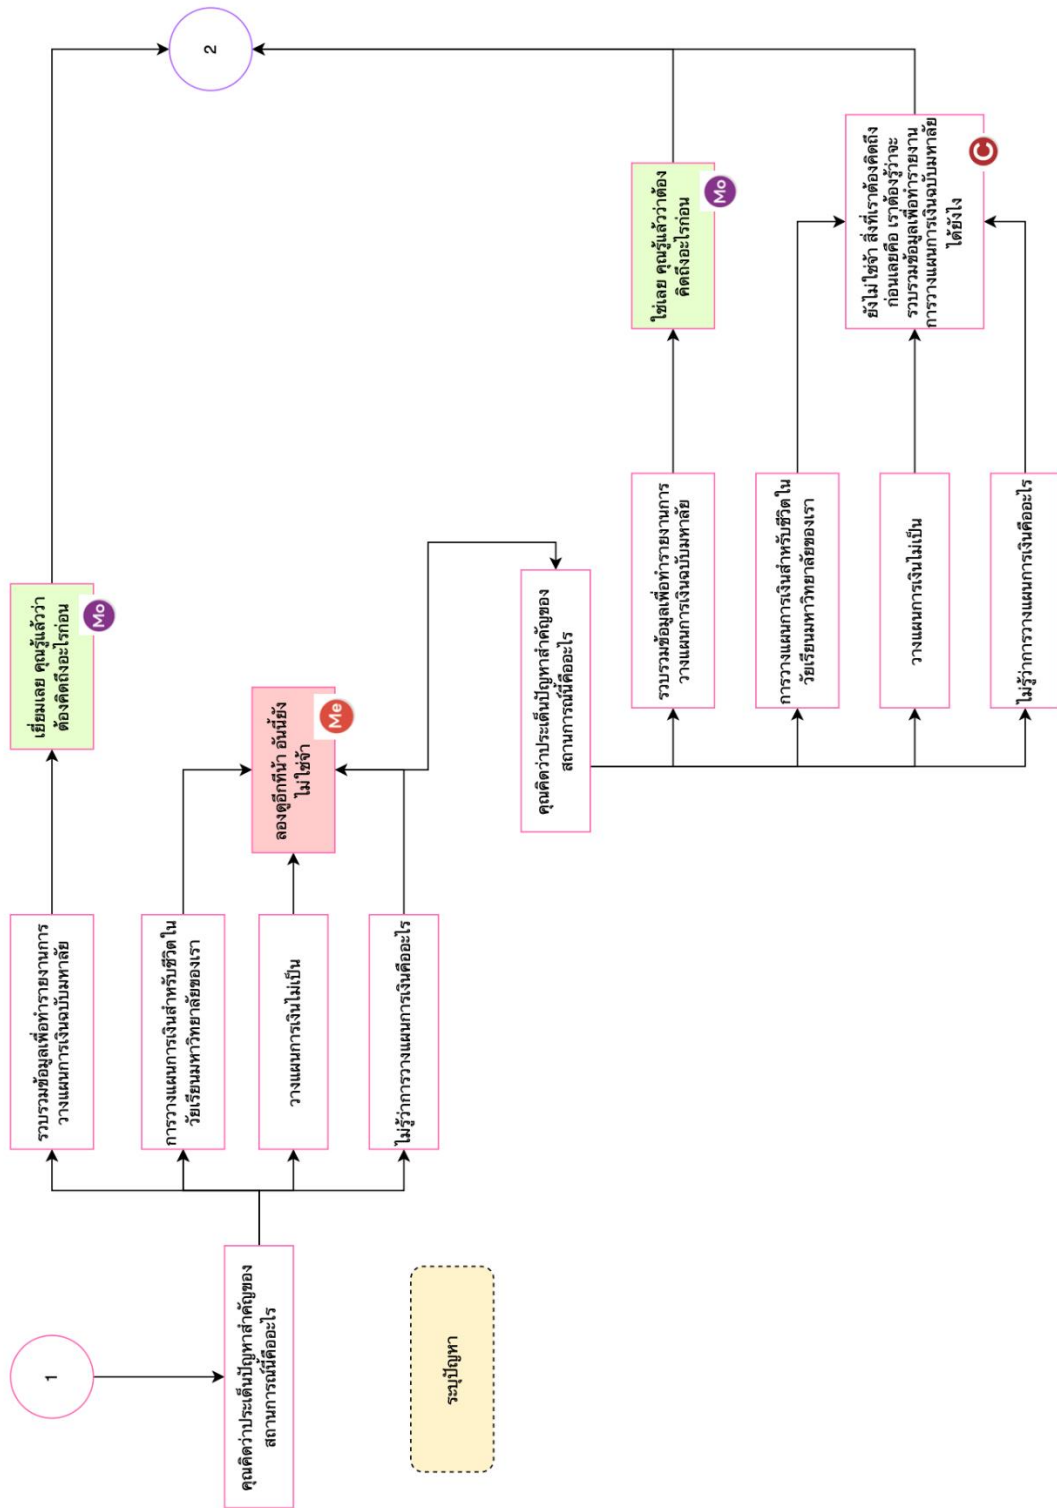 1
คุณคิดว่าประเด็นปัญหาสำคัญของ
สถานการณ์นี้คืออะไร
ระบุปัญหา
รวบรวมข้อมูลเพื่อทำรายงานการ
วางแผนการเงินฉบับมหาลัย
การวางแผนการเงินสำหรับชีวิตใน
วัยเรียนมหาวิทยาลัยของเรา
วางแผนการเงินไม่เป็น
ไม่รู้ว่าการวางแผนการเงินคืออะไร
เยี่ยมเลย คุณรู้แล้วว่า
ต้องคิดถึงอะไรก่อน
Mo
ลองดูอีกทีน้า อันนี้ยัง
ไม่ใช่จ้า
Me
คุณคิดว่าประเด็นปัญหาสำคัญของ
สถานการณ์นี้คืออะไร
รวบรวมข้อมูลเพื่อทำรายงานการ
วางแผนการเงินฉบับมหาลัย
การวางแผนการเงินสำหรับชีวิตใน
วัยเรียนมหาวิทยาลัยของเรา
วางแผนการเงินไม่เป็น
ไม่รู้ว่าการวางแผนการเงินคืออะไร
ใช่เลย คุณรู้แล้วว่าต้อง
คิดถึงอะไรก่อน
Mo
ยังไม่ใช่จ้า สิ่งที่เราต้องคิดถึง
ก่อนเลยคือ เราต้องรู้ว่าจะ
รวบรวมข้อมูลเพื่อทำรายงาน
การวางแผนการเงินฉบับมหาลัย
ได้ยังไง
C
2